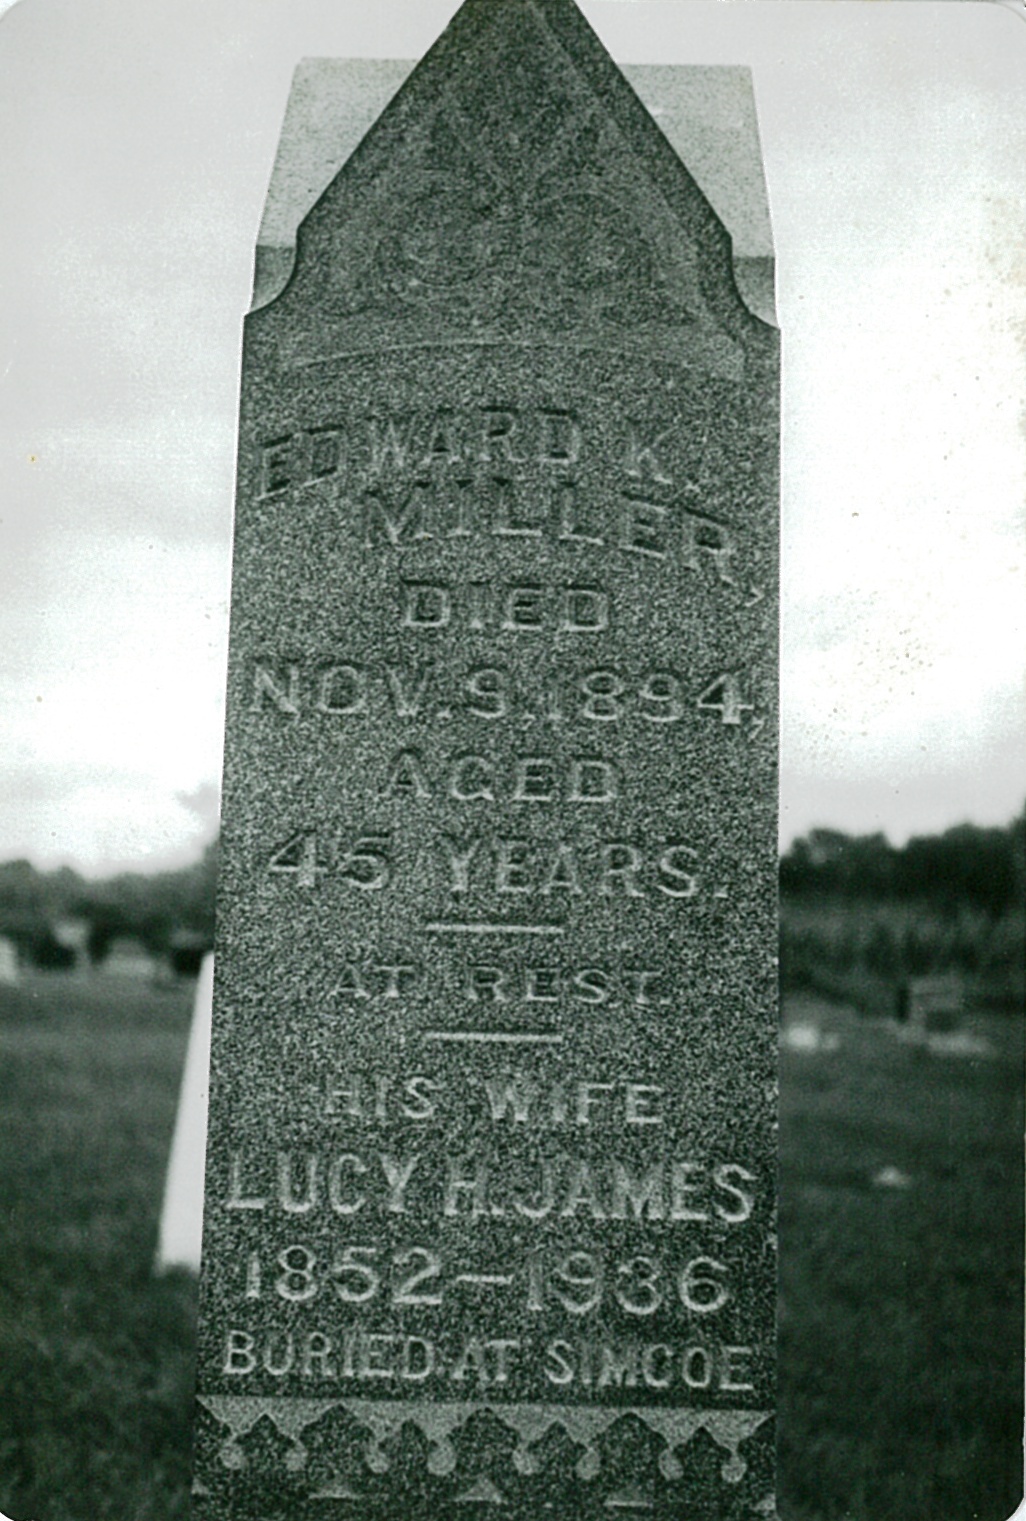 EDWARD K.
MILLER,
DIED
NOV. 9, 1894,
AGED
45 YEARS.
AT REST.
HIS WIFE
LUCY H. JAMES
1852–1936
BURIED AT SIMCOE